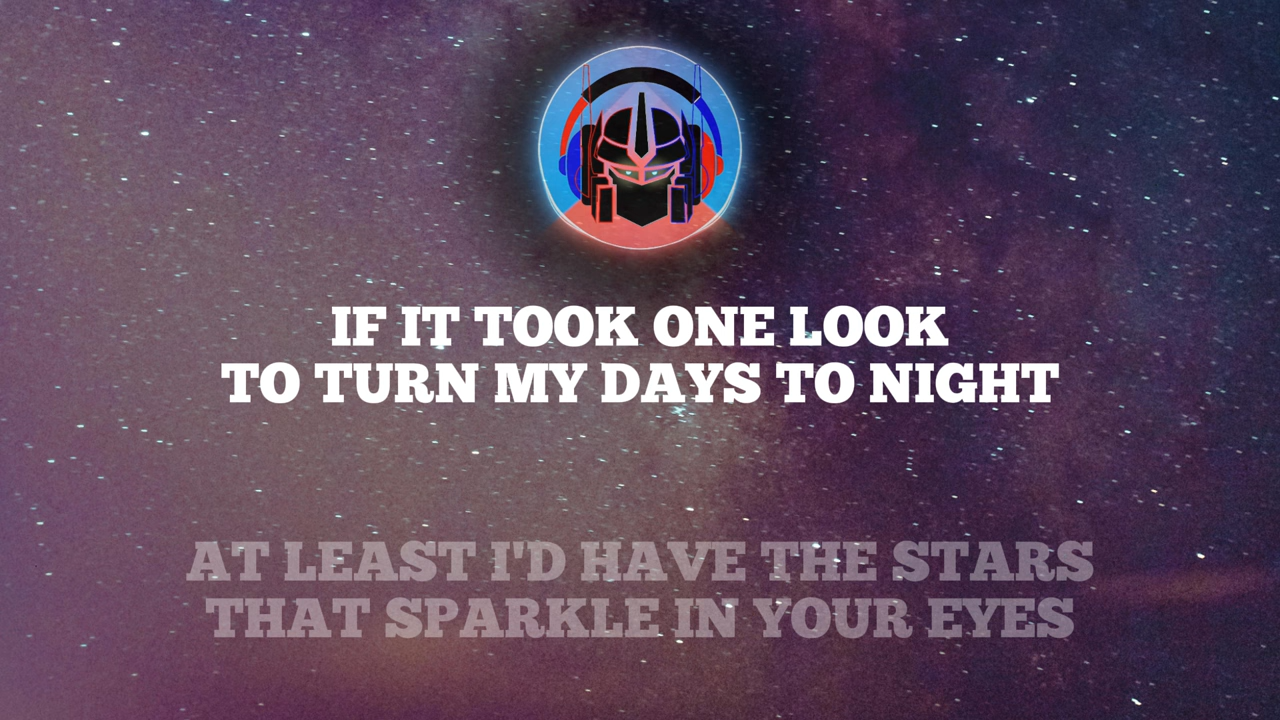 IF IT TOOK ONE LOOK
TO TURN MY DAYS TO NIGHT
AT LEAST I'D HAVE THE STARS
THAT SPARKLE IN YOUR EYES